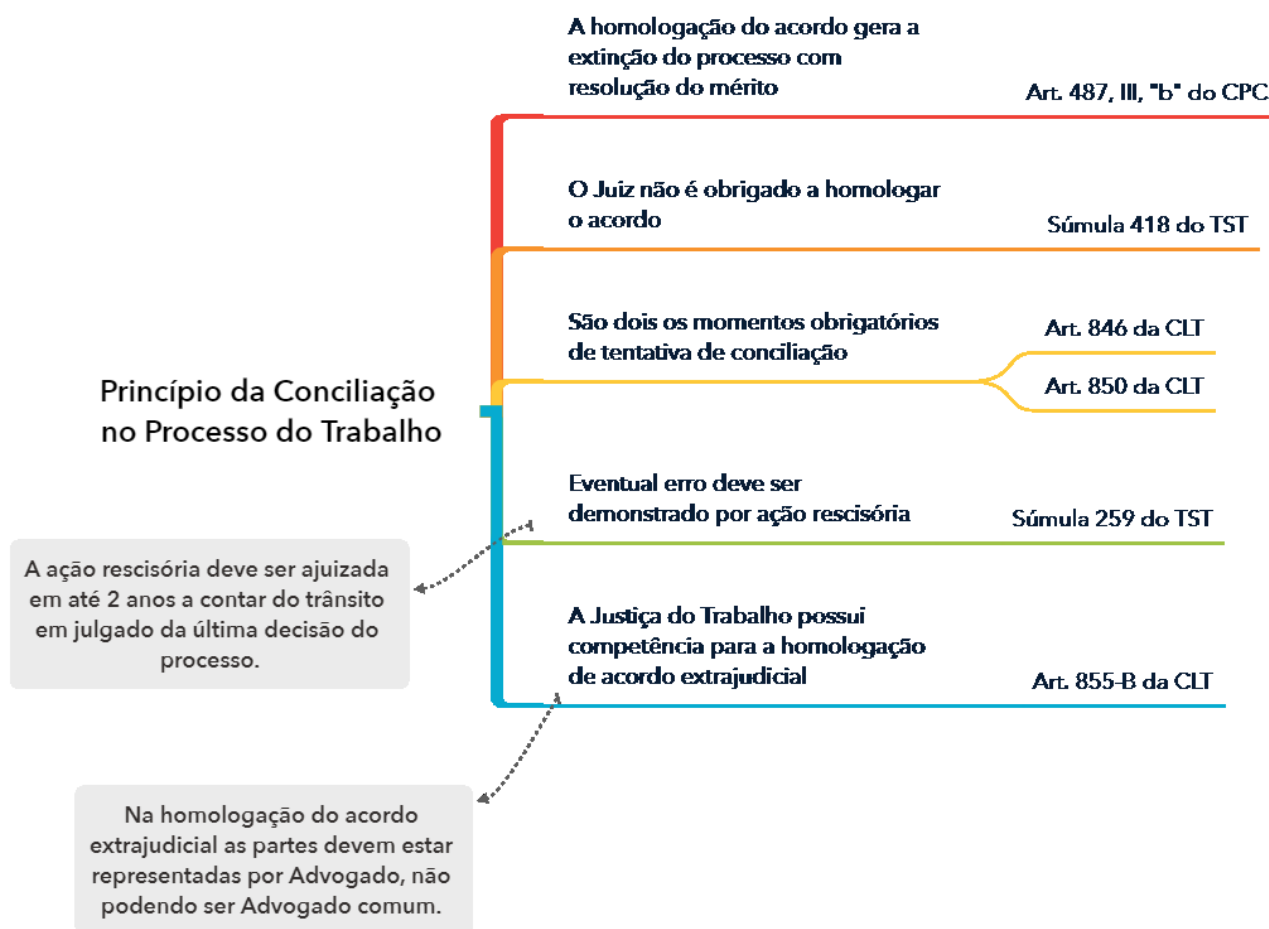 A homologação do acordo gera a
extinção do processo com
resolução do mérito
Art. 487, III, "b" do CPC
O Juiz não é obrigado a homologar
o acordo
Súmula 418 do TST
São dois os momentos obrigatórios
de tentativa de conciliação
Art. 846 da CLT
Art. 850 da CLT
Princípio da Conciliação
no Processo do Trabalho
Eventual erro deve ser
demonstrado por ação rescisória
Súmula 259 do TST
A ação rescisória deve ser ajuizada
em até 2 anos a contar do trânsito
em julgado da última decisão do
processo.
A Justiça do Trabalho possui
competência para a homologação
de acordo extrajudicial
Art. 855-B da CLT
Na homologação do acordo
extrajudicial as partes devem estar
representadas por Advogado, não
podendo ser Advogado comum.